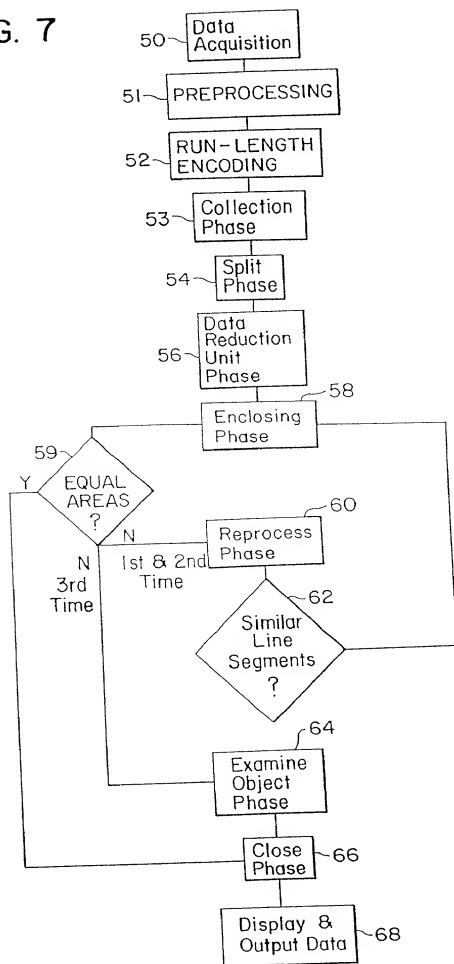 G. 7
50
Data
Acquisition
51
PREPROCESSING
52
RUN-LENGTH
ENCODING
53
Collection
Phase
54
Split
Phase
56
Data
Reduction
Unit
Phase
58
Enclosing
Phase
59
Y
EQUAL
AREAS
?
N
1st & 2nd
Time
N
3rd
Time
60
Reprocess
Phase
62
Similar
Line
Segments
?
64
Examine
Object
Phase
Close
Phase
66
Display &
Output Data
68